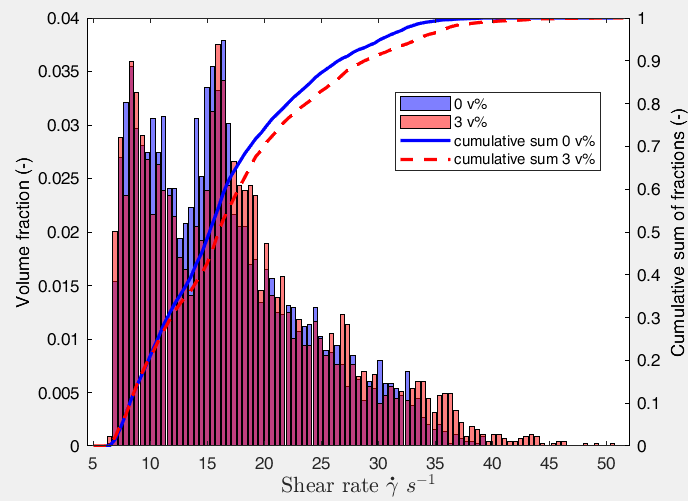 0.04
0.035
0.03
0.025
0.02
0.015
0.01
0.005
0
Volume fraction (-)
1
0.9
0.8
0.7
0.6
0.5
0.4
0.3
0.2
0.1
0
Cumulative sum of fractions (-)
0 v%
3 v%
cumulative sum 0 v%
cumulative sum 3 v%
5 10 15 20 25 30 35 40 45 50
Shear rate γ̇ s⁻¹